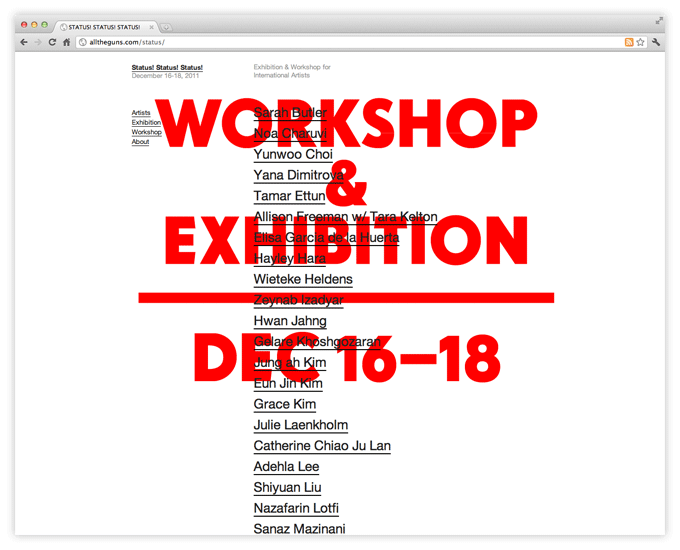 STATUS! STATUS! STATUS!
alltheguns.com/status/
Status! Status! Status!
December 16-18, 2011
Exhibition & Workshop for
International Artists
Artists
Exhibition
Workshop
About
WORKSHOP
&
EXHIBITION
DEC 16–18
Sarah Butler
Noa Charuvi
Yunwoo Choi
Yana Dimitrova
Tamar Ettun
Allison Freeman w/ Tara Kelton
Elisa Garcia de la Huerta
Hayley Hara
Wieteke Heldens
Zeynab Izadyar
Hwan Jahng
Gelare Khoshgozaran
Jung ah Kim
Eun Jin Kim
Grace Kim
Julie Laenkholm
Catherine Chiao Ju Lan
Adehla Lee
Shiyuan Liu
Nazafarin Lotfi
Sanaz Mazinani